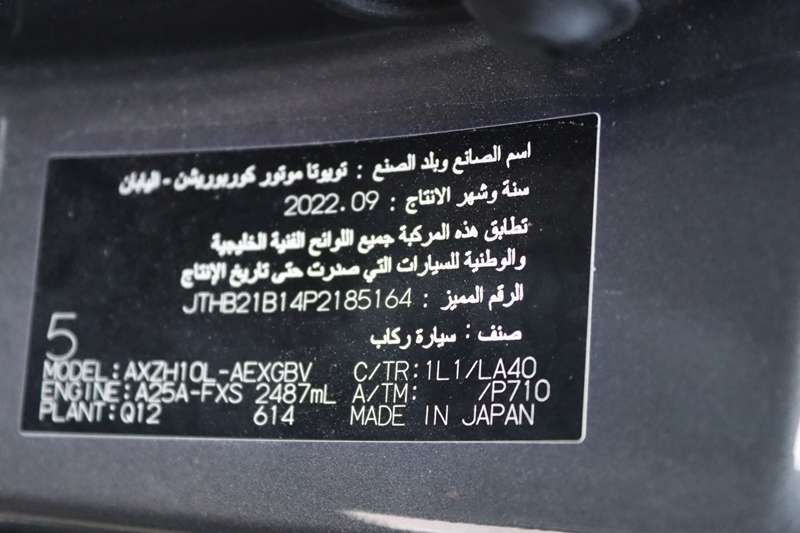 اسم الصانع وبلد الصنع : تويوتا موتور كوربوريشن - اليابان
سنة وشهر الانتاج : 2022.09
تطابق هذه المركبة جميع اللوائح الفنية الخليجية
والوطنية للسيارات التي صدرت حتى تاريخ الإنتاج
الرقم المميز : JTHB21B14P2185164
صنف : سيارة ركاب
5
MODEL:AXZH10L-AEXGBV C/TR:1L1/LA40
ENGINE:A25A-FXS 2487mL A/TM: /P710
PLANT:Q12 614 MADE IN JAPAN